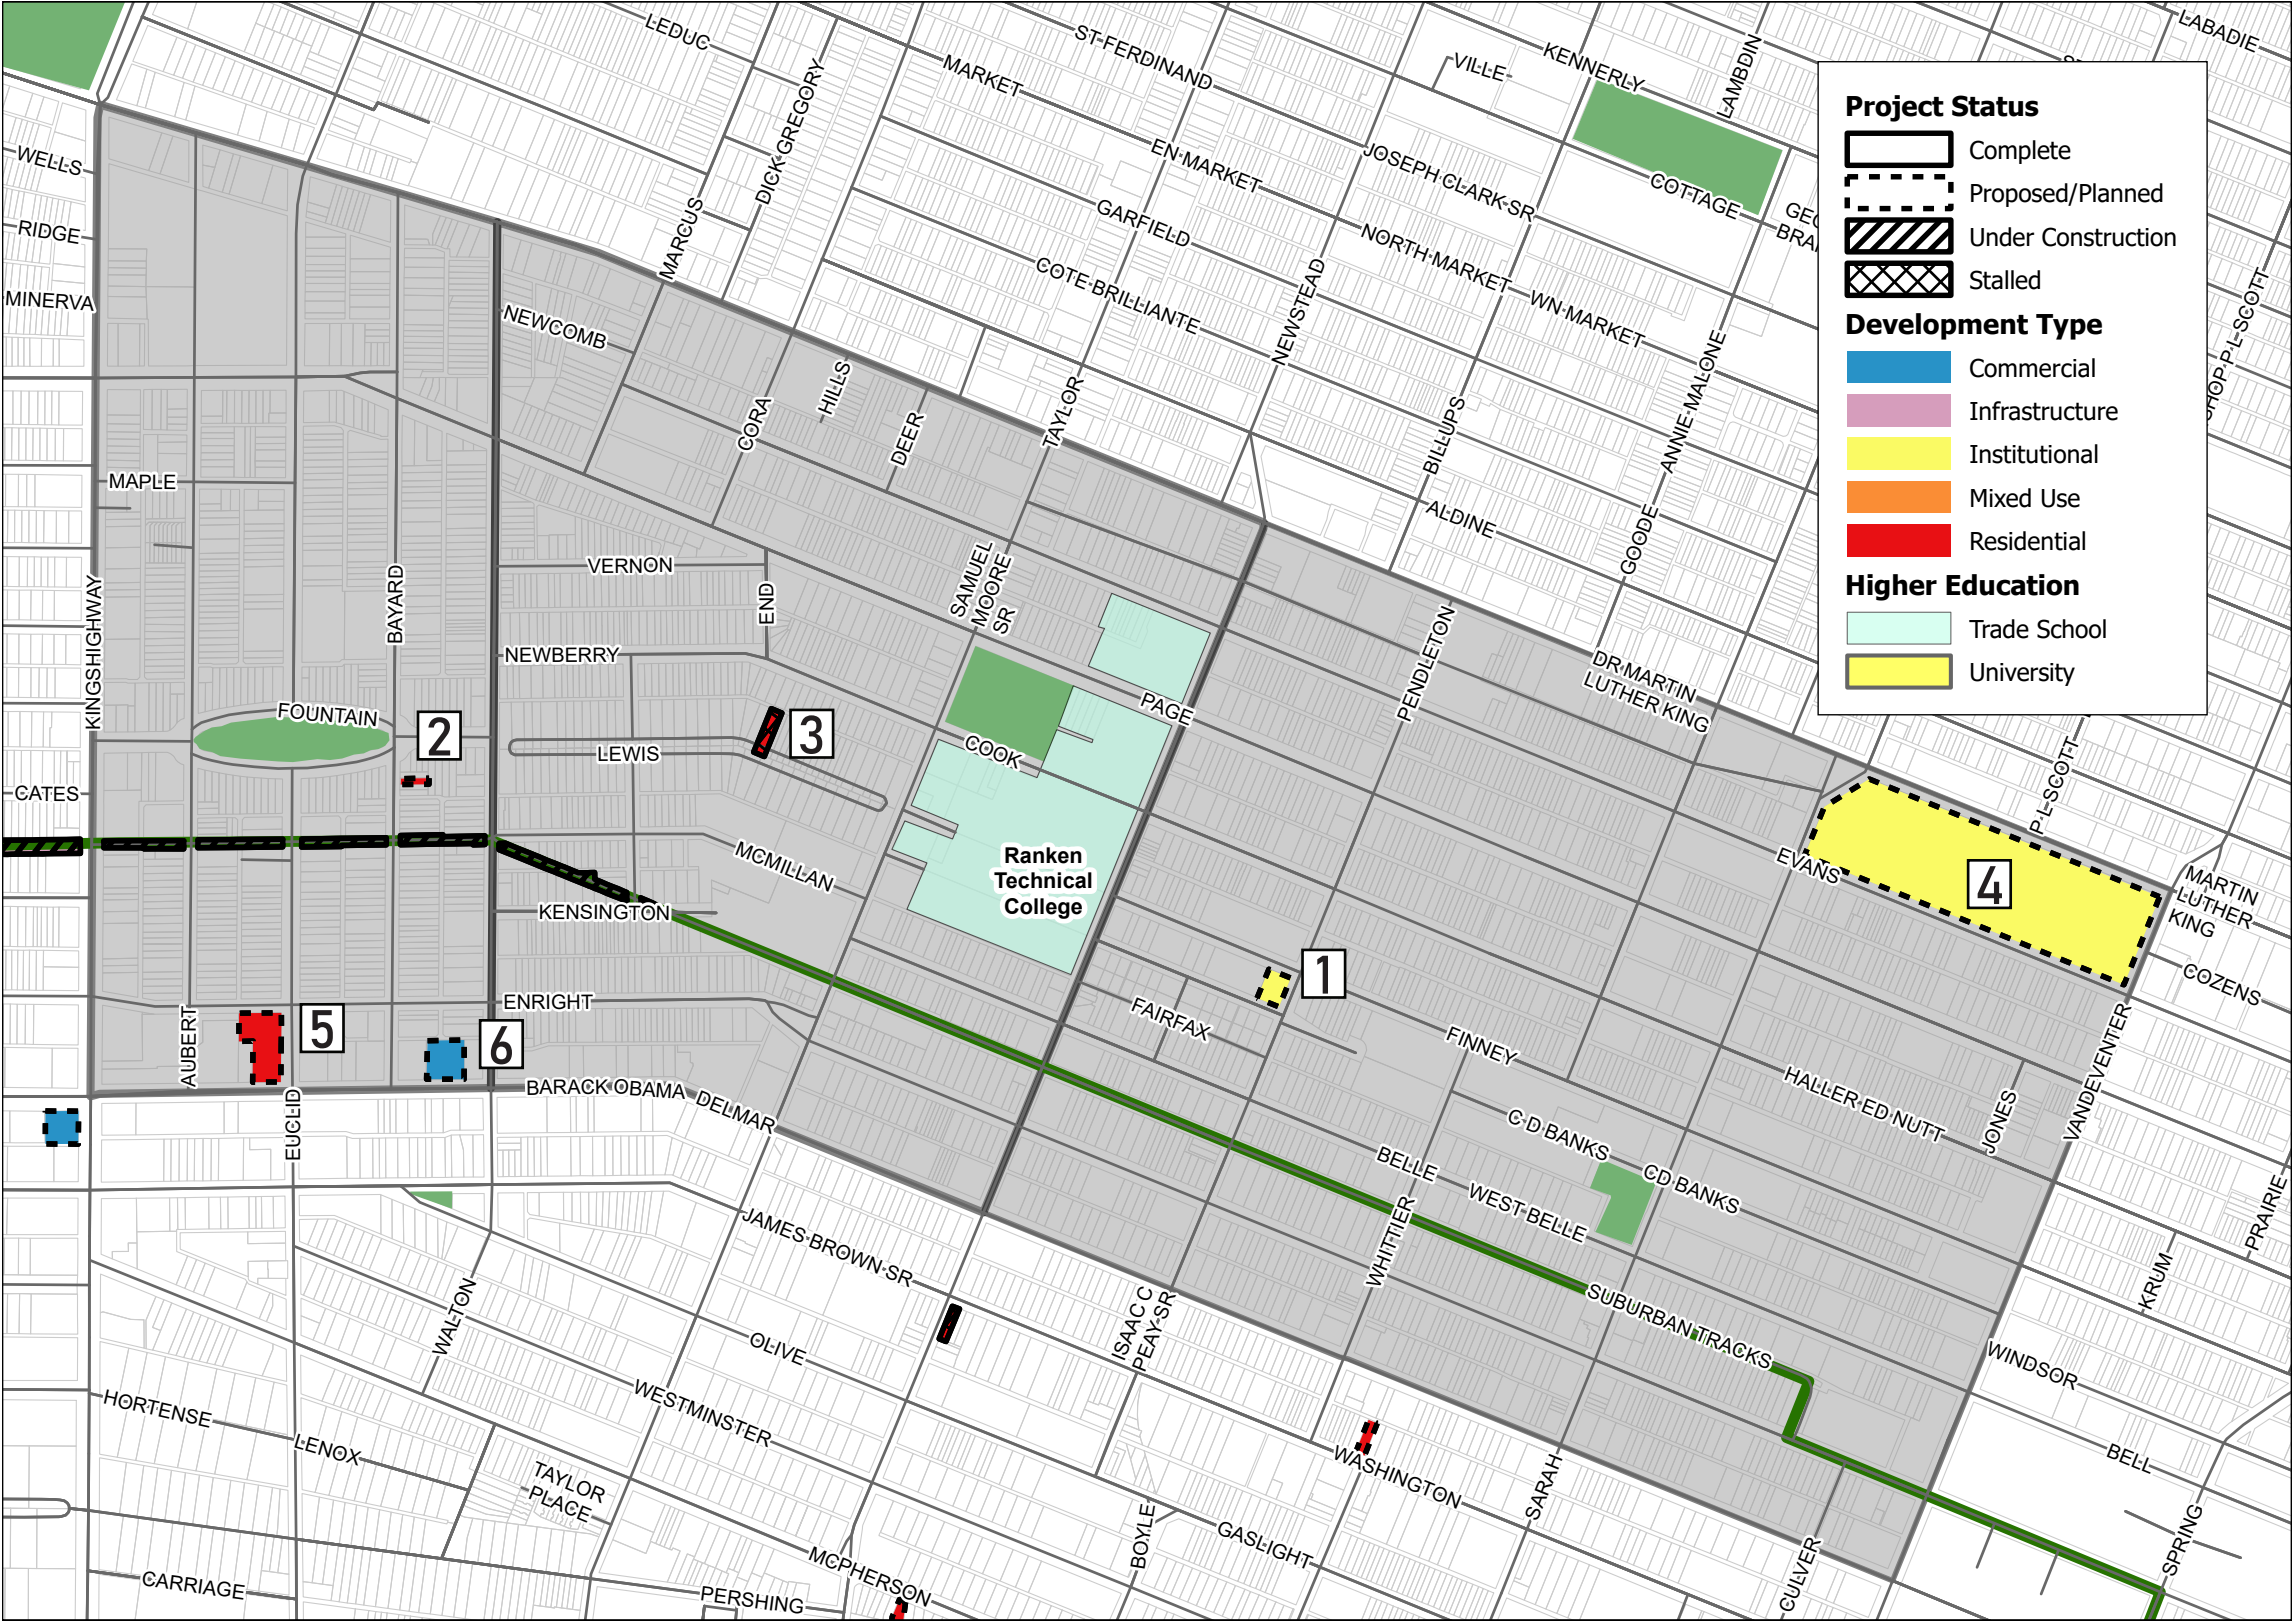 LEDUC
ST FERDINAND
MARKET
VILLE
KENNERLY
LAMBDIN
LABADIE
DICK GREGORY
WELLS
RIDGE
MINERVA
MARCUS
EN MARKET
JOSEPH CLARK SR
COTTAGE
GARFIELD
NORTH MARKET
COTE BRILLIANTE
WN MARKET
NEWSTEAD
NEWCOMB
CORA
HILLS
DEER
TAYLOR
BILLUPS
ANNIE MALONE
GOODE
ALDINE
Project Status
Complete
Proposed/Planned
Under Construction
Stalled
Development Type
Commercial
Infrastructure
Institutional
Mixed Use
Residential
Higher Education
Trade School
University
MAPLE
KINGSHIGHWAY
BAYARD
VERNON
END
SAMUEL
MOORE
SR
NEWBERRY
FOUNTAIN
2
LEWIS
3
COOK
PAGE
PENDLETON
DR MARTIN
LUTHER KING
CATES
MCMILLAN
Ranken
Technical
College
EVANS
4
P L SCOTT
MARTIN
LUTHER
KING
COZENS
KENSINGTON
1
ENRIGHT
FAIRFAX
FINNEY
AUBERT
5
6
BARACK OBAMA
DELMAR
EUCLID
HALLER ED NUTT
JONES
VANDEVENTER
C D BANKS
CD BANKS
BELLE
WEST BELLE
WHITTIER
PRAIRIE
KRUM
JAMES BROWN SR
ISAAC C
PEAY SR
SUBURBAN TRACKS
WALTON
OLIVE
WINDSOR
WESTMINSTER
HORTENSE
LENOX
TAYLOR
PLACE
WASHINGTON
SARAH
BELL
BOYLE
GASLIGHT
SPRING
CULVER
CARRIAGE
PERSHING
MCPHERSON